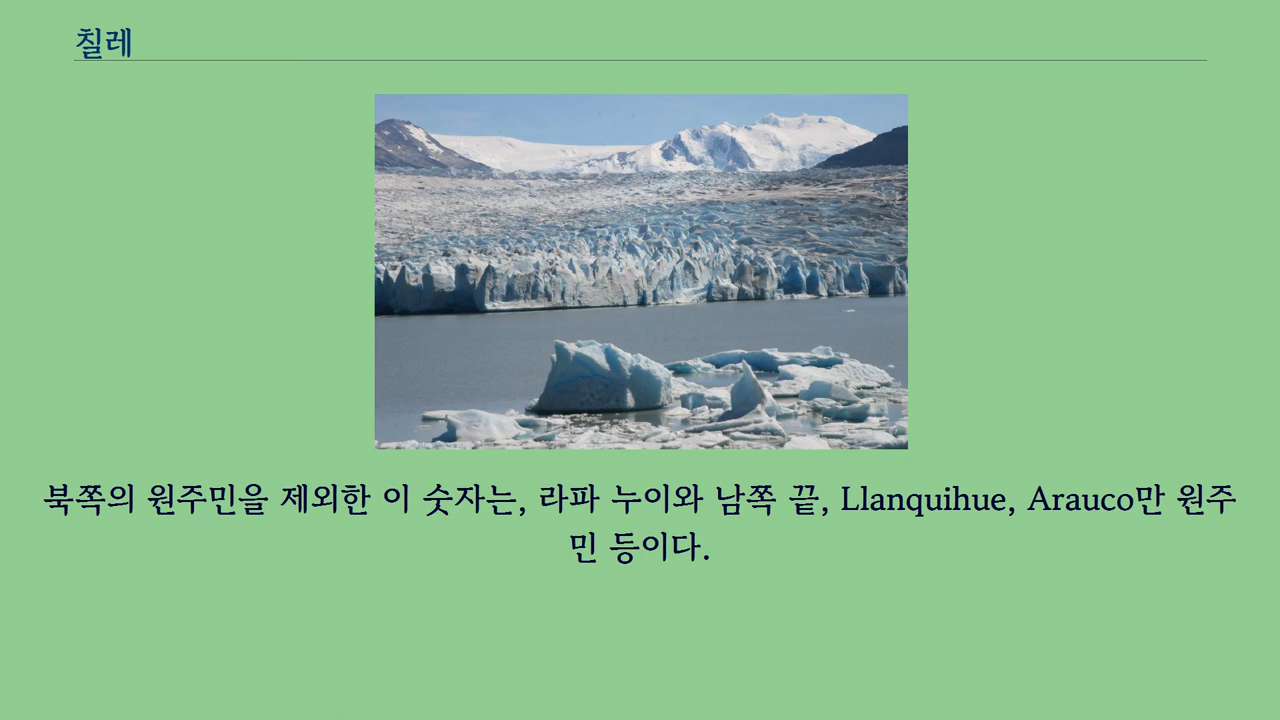 칠레
북쪽의 원주민을 제외한 이 숫자는, 라파 누이와 남쪽 끝, Llanquihue, Arauco만 원주
민 등이다.